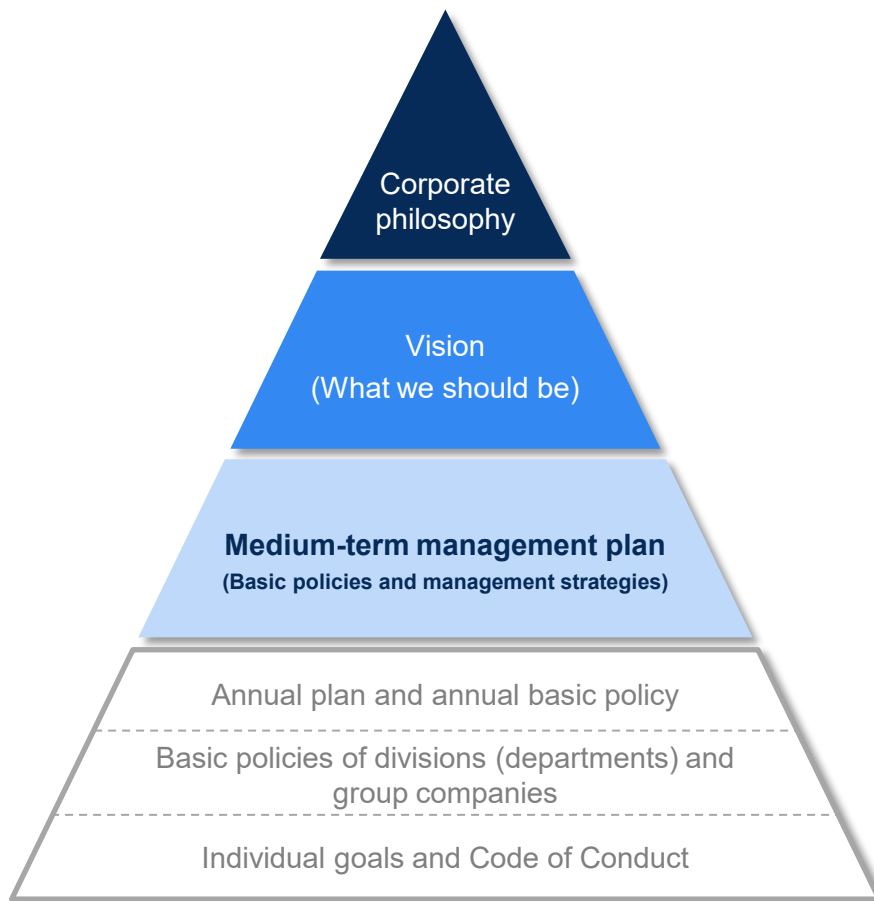 Corporate
philosophy
Vision
(What we should be)
Medium-term management plan
(Basic policies and management strategies)
Annual plan and annual basic policy
Basic policies of divisions (departments) and
group companies
Individual goals and Code of Conduct